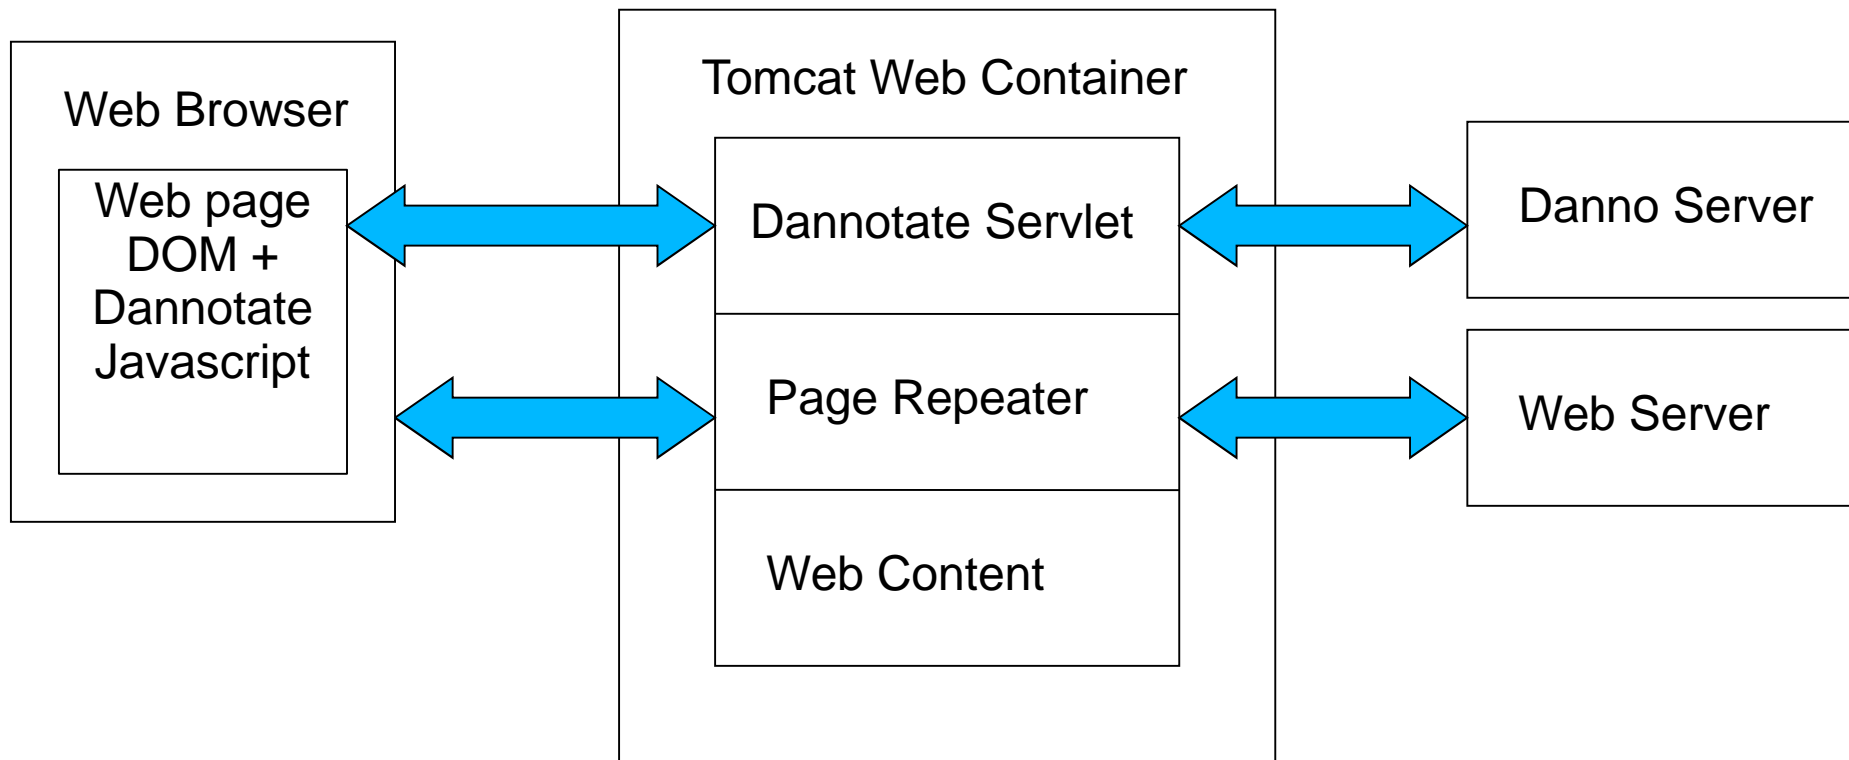 Web Browser
Web page
DOM +
Dannotate
Javascript
Tomcat Web Container
Dannotate Servlet
Page Repeater
Web Content
Danno Server
Web Server